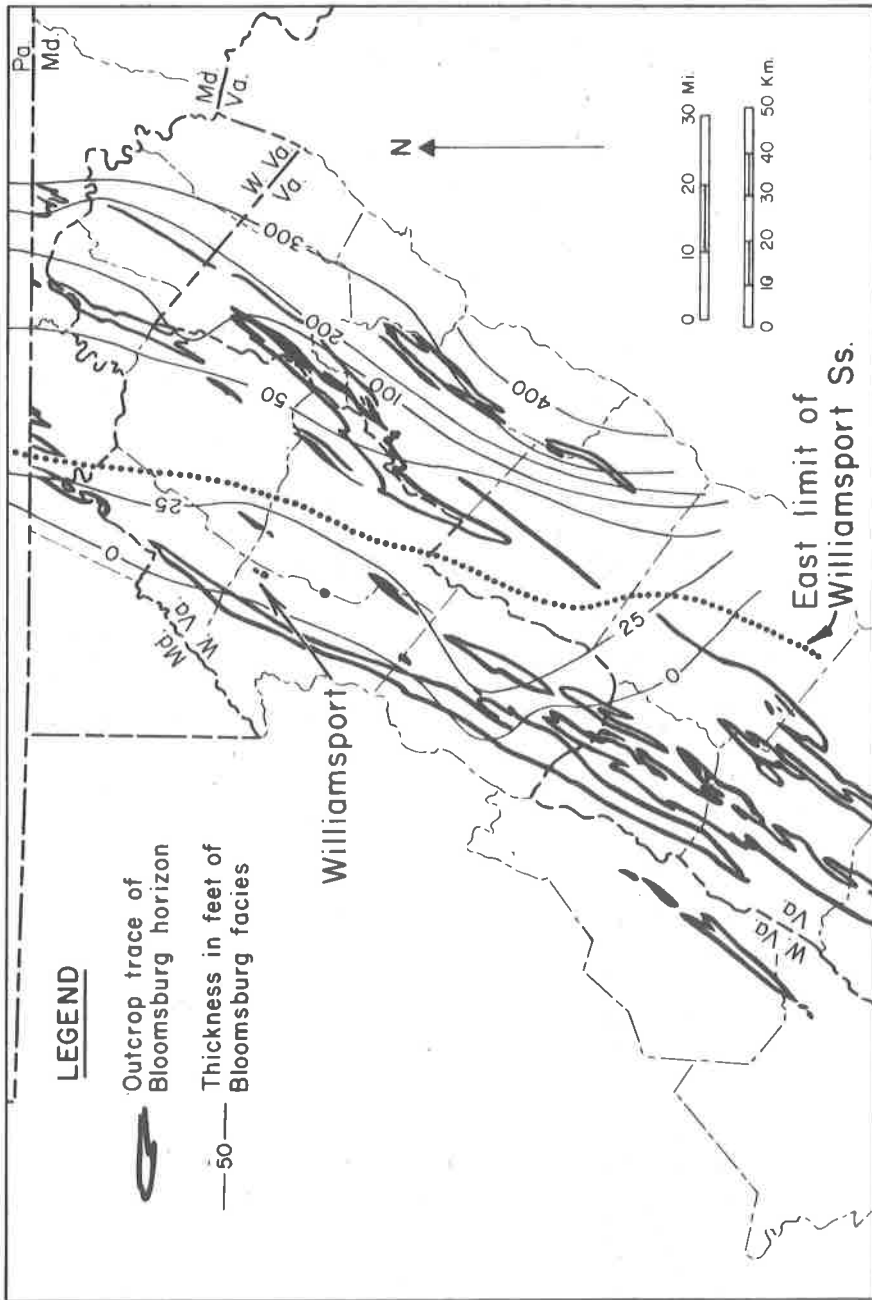 LEGEND
Outcrop trace of
Bloomsburg horizon
—50— Thickness in feet of
Bloomsburg facies
Pa.
Md.
Md.
Va.
W. Va.
Va.
Md.
W. Va.
W. Va.
Va.
N
0
25
50
100
200
300
400
25
0
Williamsport
East limit of
Williamsport Ss.
0 10 20 30 Mi.
0 10 20 30 40 50 Km.